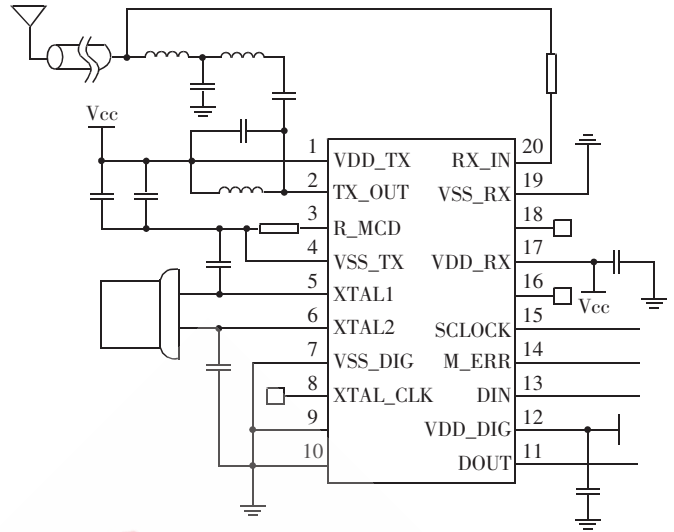 Vcc
1 VDD_TX RX_IN 20
2 TX_OUT VSS_RX 19
3 R_MCD 18
4 VSS_TX VDD_RX 17
5 XTAL1 16
Vcc
6 XTAL2 SCLOCK 15
7 VSS_DIG M_ERR 14
8 XTAL_CLK DIN 13
9 VDD_DIG 12
10 DOUT 11